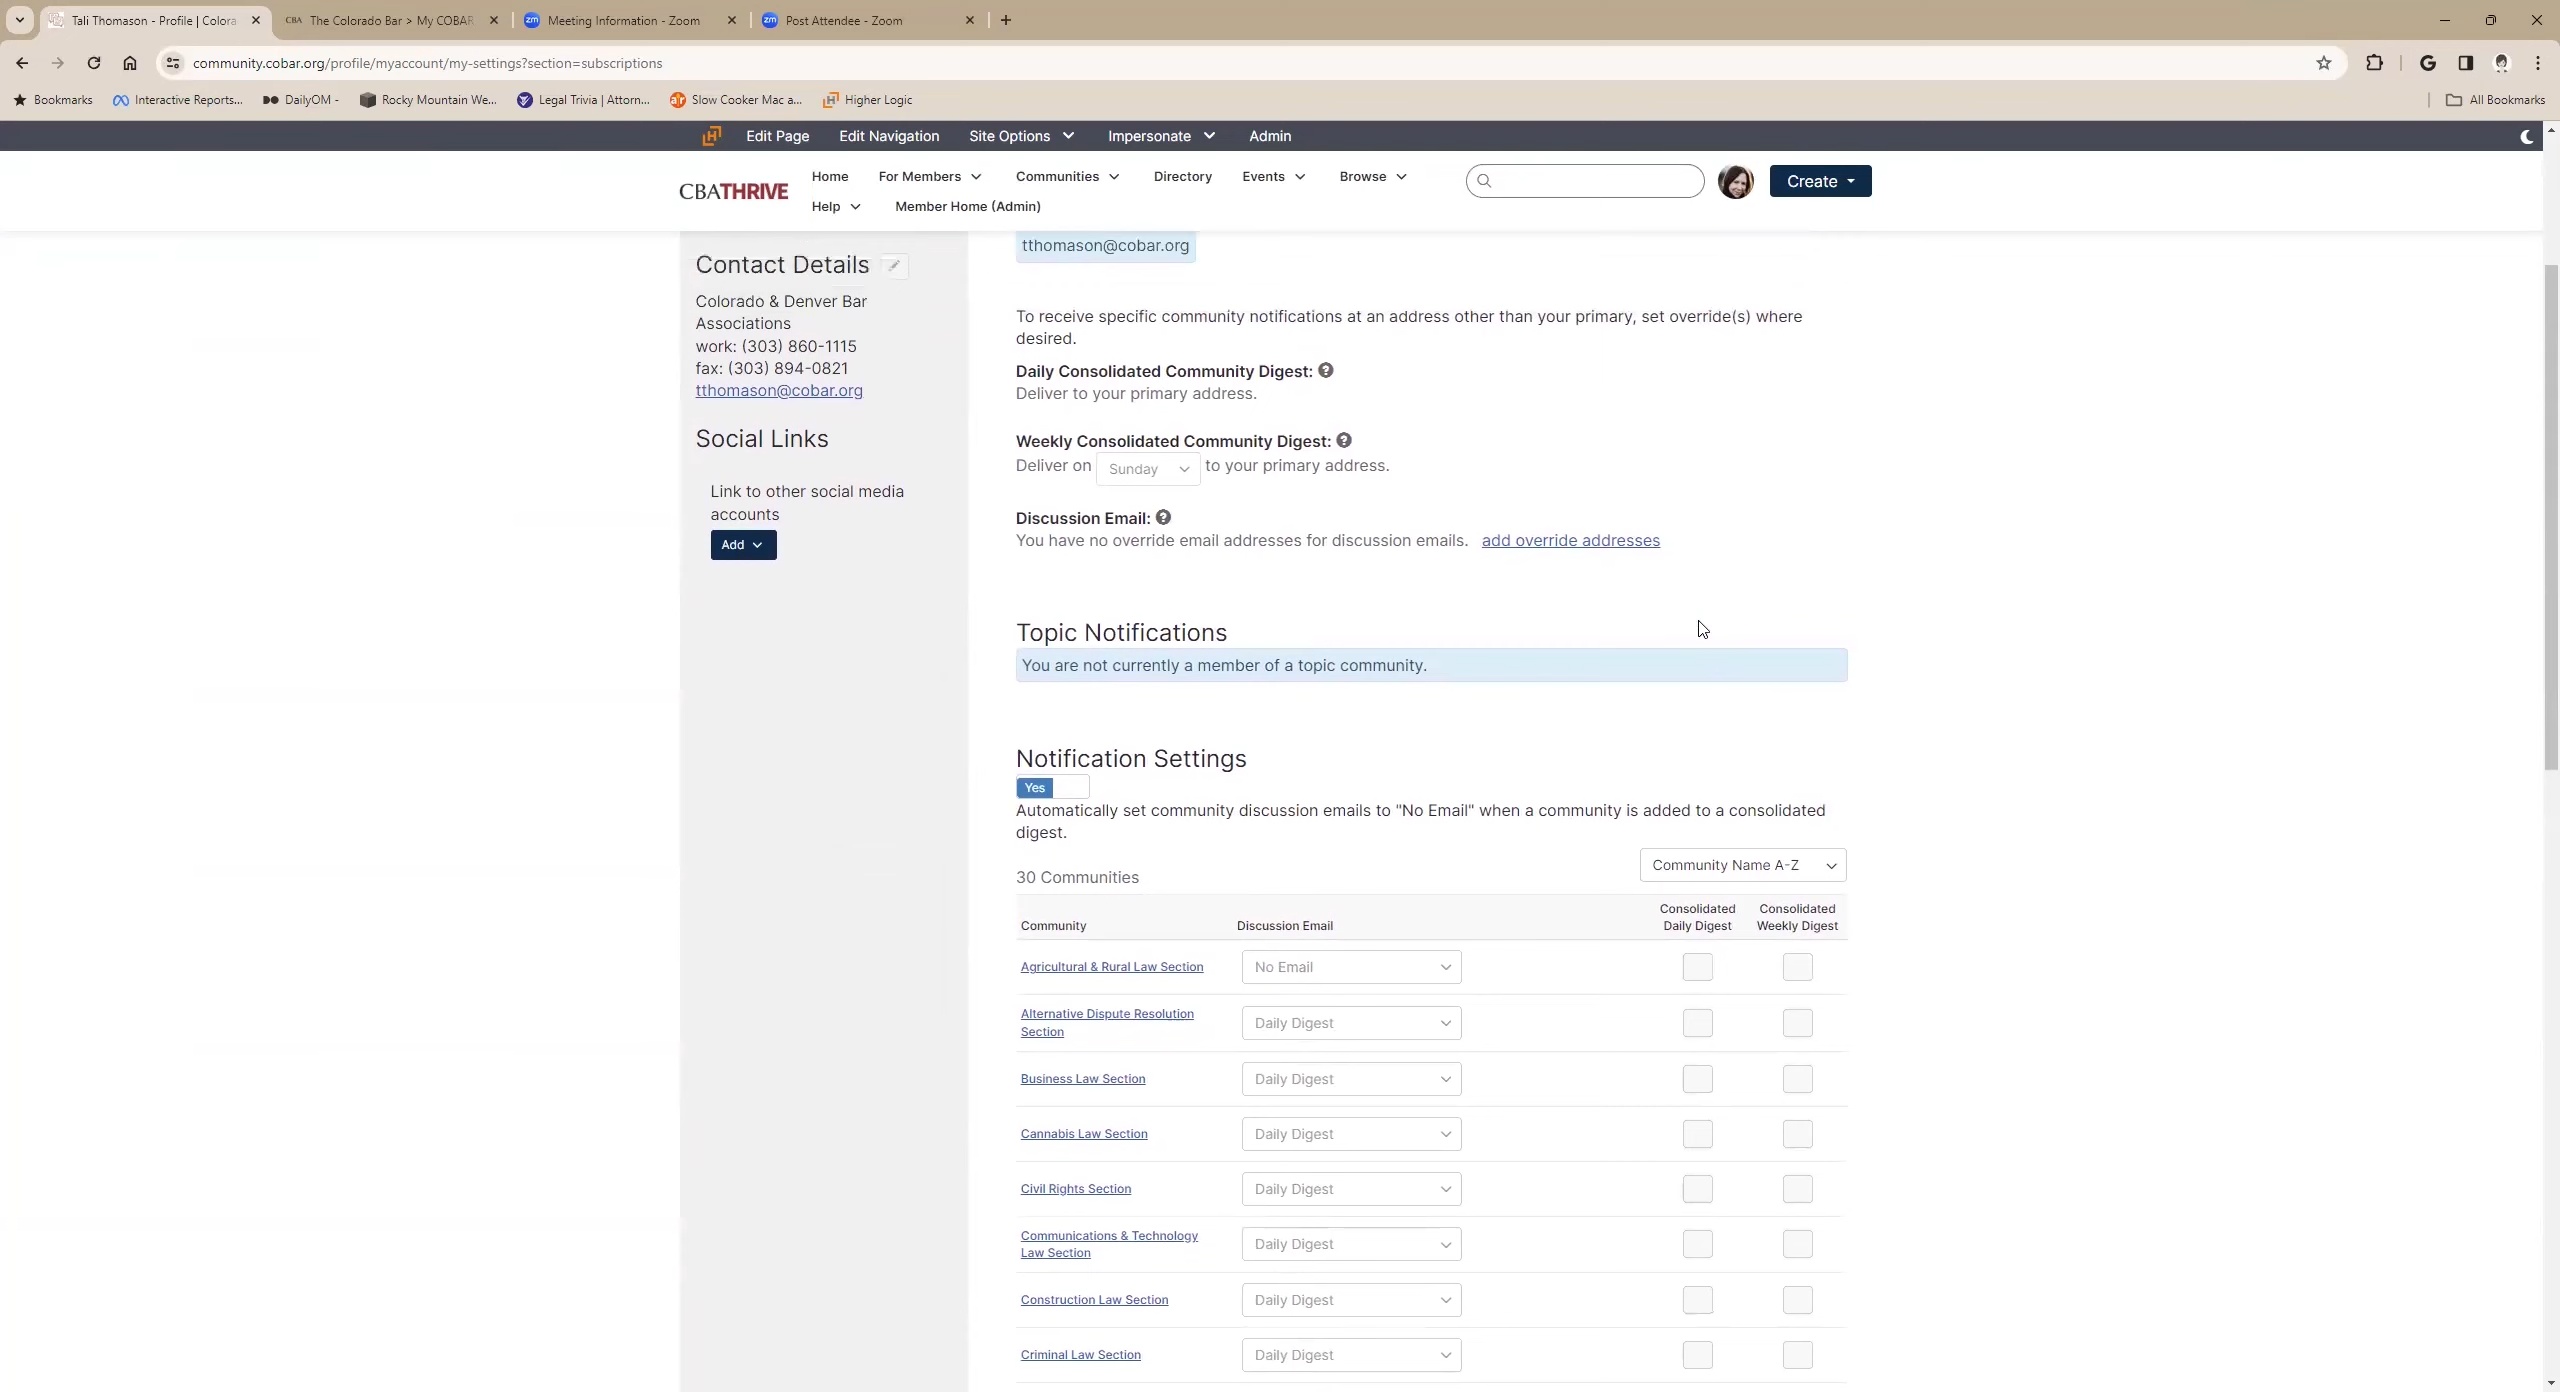 Tali Thomason - Profile | Colora
CBA The Colorado Bar > My COBAR
zm Meeting Information - Zoom
zm Post Attendee - Zoom
community.cobar.org/profile/myaccount/my-settings?section=subscriptions
Bookmarks
Interactive Reports...
DailyOM -
Rocky Mountain We...
Legal Trivia | Attorn...
Slow Cooker Mac a...
Higher Logic
All Bookmarks
Edit Page
Edit Navigation
Site Options
Impersonate
Admin
CBATHRIVE
Home
For Members
Communities
Directory
Events
Browse
Help
Member Home (Admin)
Create
Contact Details
Colorado & Denver Bar
Associations
work: (303) 860-1115
fax: (303) 894-0821
tthomason@cobar.org
Social Links
Link to other social media
accounts
Add
tthomason@cobar.org
To receive specific community notifications at an address other than your primary, set override(s) where
desired.
Daily Consolidated Community Digest: ?
Deliver to your primary address.
Weekly Consolidated Community Digest: ?
Deliver on Sunday to your primary address.
Discussion Email: ?
You have no override email addresses for discussion emails. add override addresses
Topic Notifications
You are not currently a member of a topic community.
Notification Settings
Yes
Automatically set community discussion emails to "No Email" when a community is added to a consolidated
digest.
30 Communities
Community Name A-Z
Community
Discussion Email
Consolidated
Daily Digest
Consolidated
Weekly Digest
Agricultural & Rural Law Section
No Email
Alternative Dispute Resolution
Section
Daily Digest
Business Law Section
Daily Digest
Cannabis Law Section
Daily Digest
Civil Rights Section
Daily Digest
Communications & Technology
Law Section
Daily Digest
Construction Law Section
Daily Digest
Criminal Law Section
Daily Digest